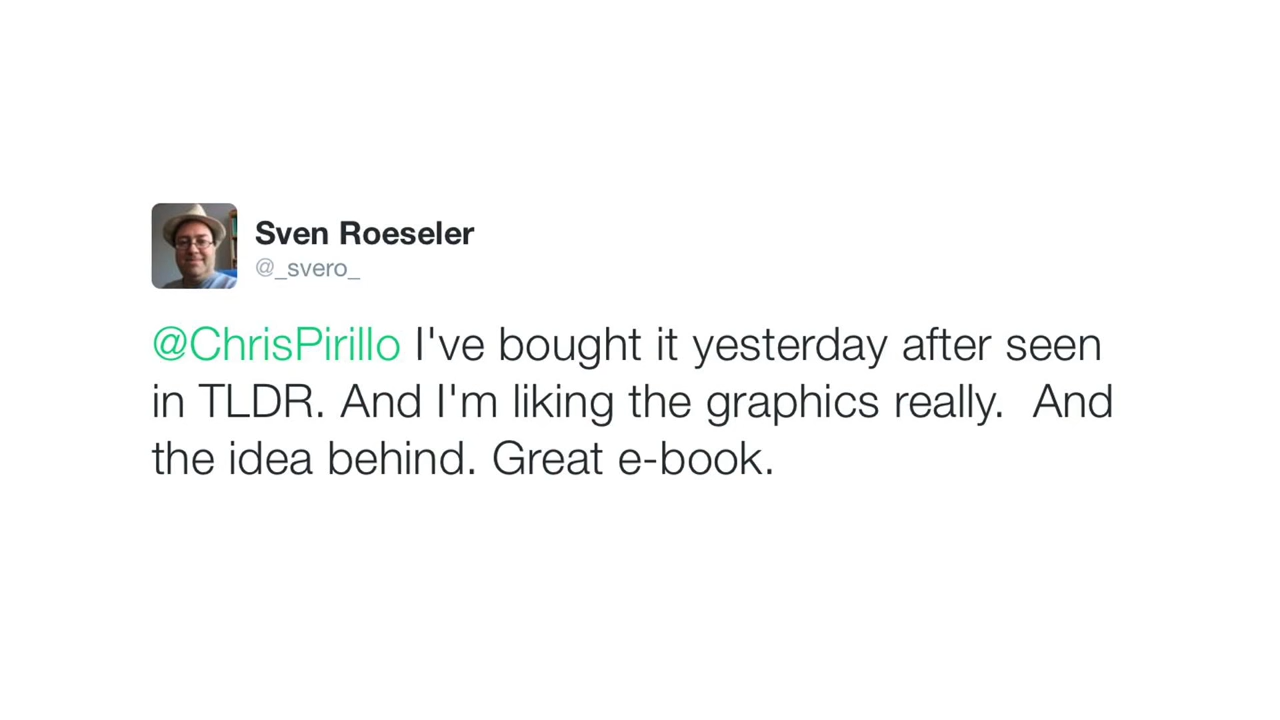 Sven Roeseler
@_svero_
@ChrisPirillo I've bought it yesterday after seen
in TLDR. And I'm liking the graphics really.  And
the idea behind. Great e-book.